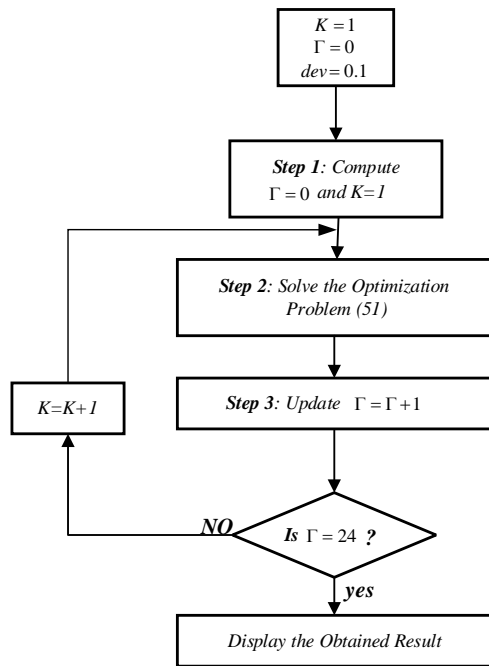 K = 1
Γ = 0
dev = 0.1
Step 1: Compute
Γ = 0 and K=1
Step 2: Solve the Optimization
Problem (51)
K=K+1
Step 3: Update Γ = Γ + 1
NO
Is Γ = 24 ?
yes
Display the Obtained Result